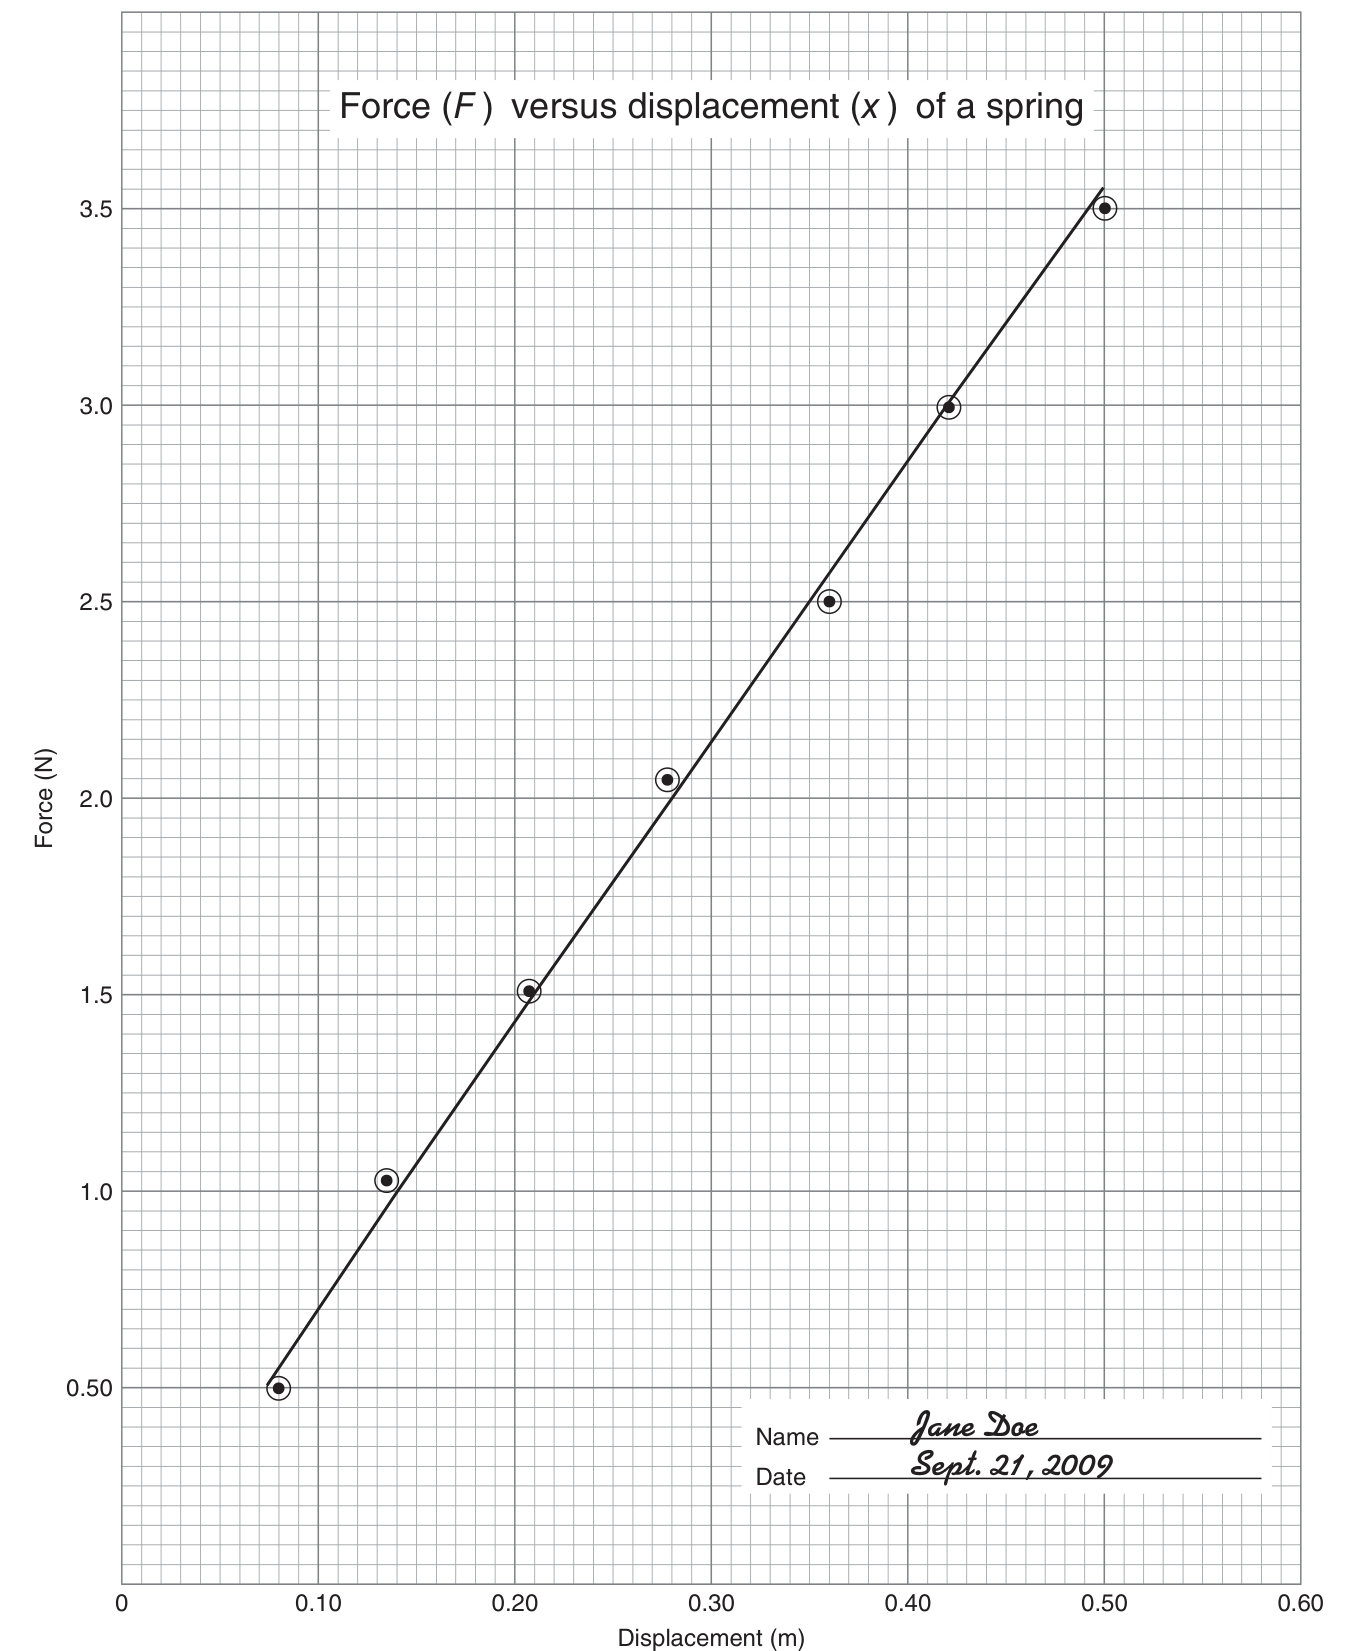 Force (F) versus displacement (x) of a spring
3.5
3.0
2.5
2.0
1.5
1.0
0.50
Force (N)
Name Jane Doe
Date Sept. 21, 2009
0 0.10 0.20 0.30 0.40 0.50 0.60
Displacement (m)